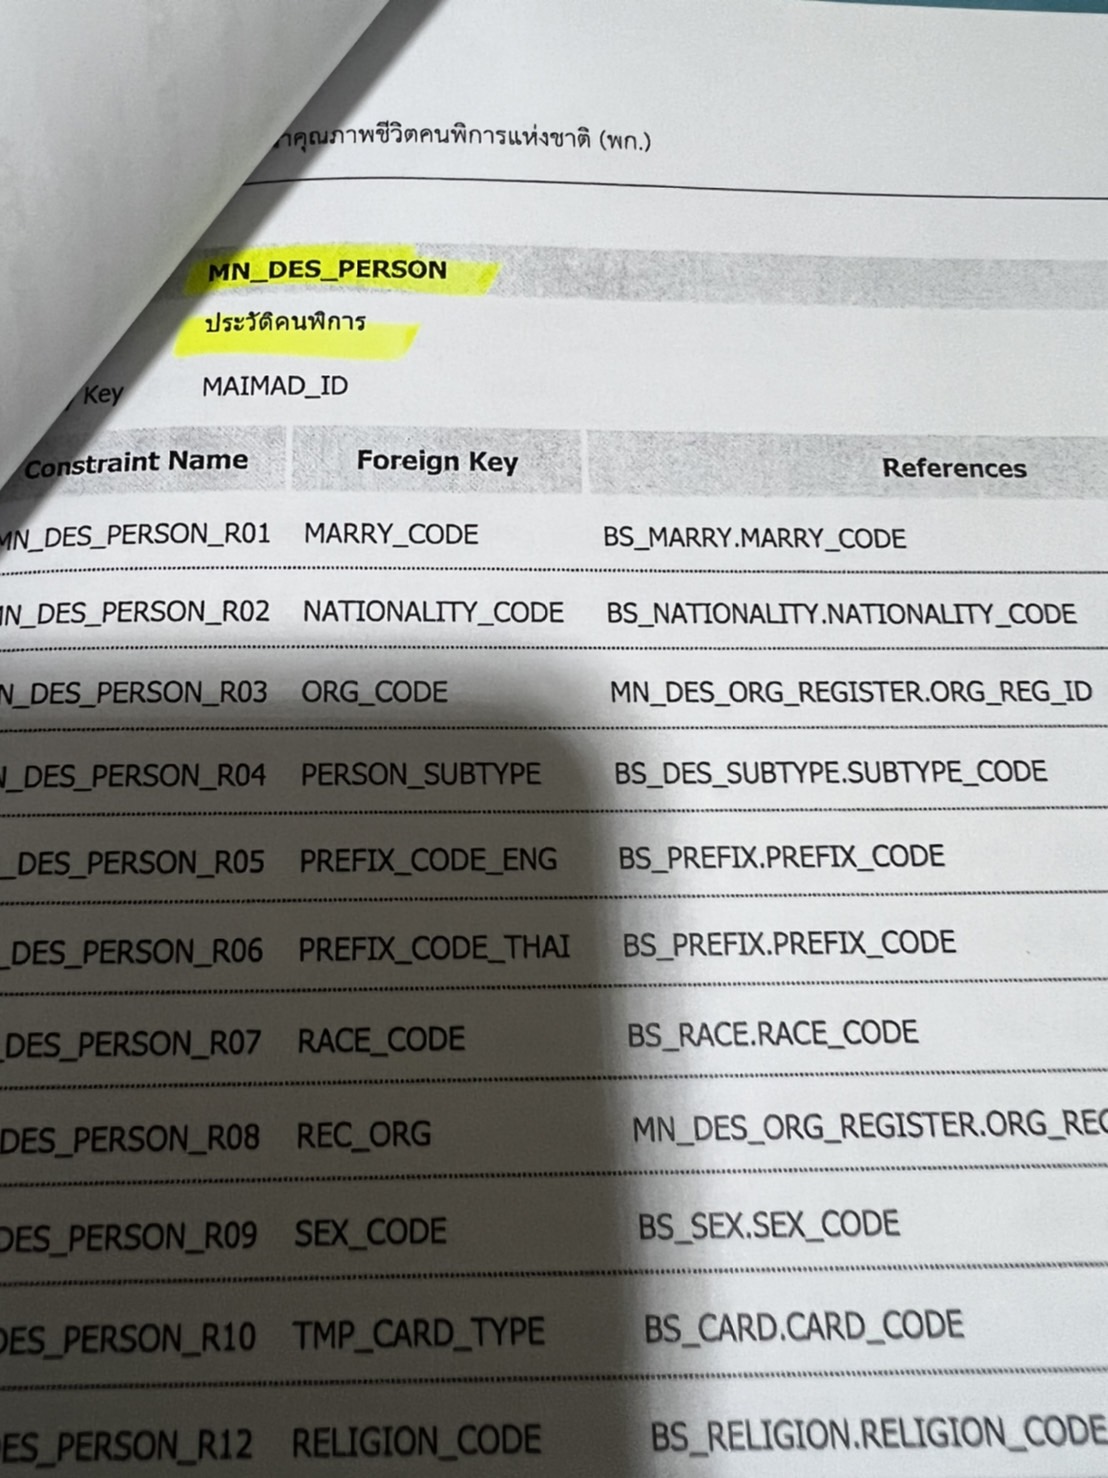 คุณภาพชีวิตคนพิการแห่งชาติ (พก.)
MN_DES_PERSON
ประวัติคนพิการ
Key MAIMAD_ID
Constraint Name Foreign Key References
MN_DES_PERSON_R01 MARRY_CODE BS_MARRY.MARRY_CODE
MN_DES_PERSON_R02 NATIONALITY_CODE BS_NATIONALITY.NATIONALITY_CODE
N_DES_PERSON_R03 ORG_CODE MN_DES_ORG_REGISTER.ORG_REG_ID
_DES_PERSON_R04 PERSON_SUBTYPE BS_DES_SUBTYPE.SUBTYPE_CODE
_DES_PERSON_R05 PREFIX_CODE_ENG BS_PREFIX.PREFIX_CODE
_DES_PERSON_R06 PREFIX_CODE_THAI BS_PREFIX.PREFIX_CODE
_DES_PERSON_R07 RACE_CODE BS_RACE.RACE_CODE
DES_PERSON_R08 REC_ORG MN_DES_ORG_REGISTER.ORG_REG
DES_PERSON_R09 SEX_CODE BS_SEX.SEX_CODE
DES_PERSON_R10 TMP_CARD_TYPE BS_CARD.CARD_CODE
ES_PERSON_R12 RELIGION_CODE BS_RELIGION.RELIGION_CODE